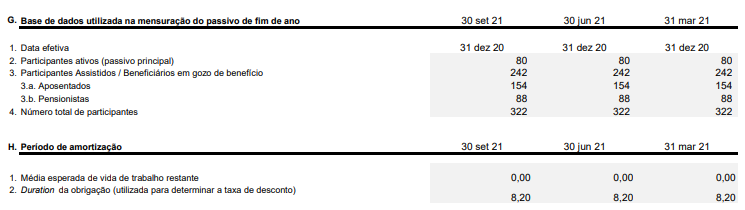 G. Base de dados utilizada na mensuração do passivo de fim de ano 30 set 21 30 jun 21 31 mar 21
1. Data efetiva 31 dez 20 31 dez 20 31 dez 20
2. Participantes ativos (passivo principal) 80 80 80
3. Participantes Assistidos / Beneficiários em gozo de benefício 242 242 242
3.a. Aposentados 154 154 154
3.b. Pensionistas 88 88 88
4. Número total de participantes 322 322 322
H. Período de amortização 30 set 21 30 jun 21 31 mar 21
1. Média esperada de vida de trabalho restante 0,00 0,00 0,00
2. Duration da obrigação (utilizada para determinar a taxa de desconto) 8,20 8,20 8,20